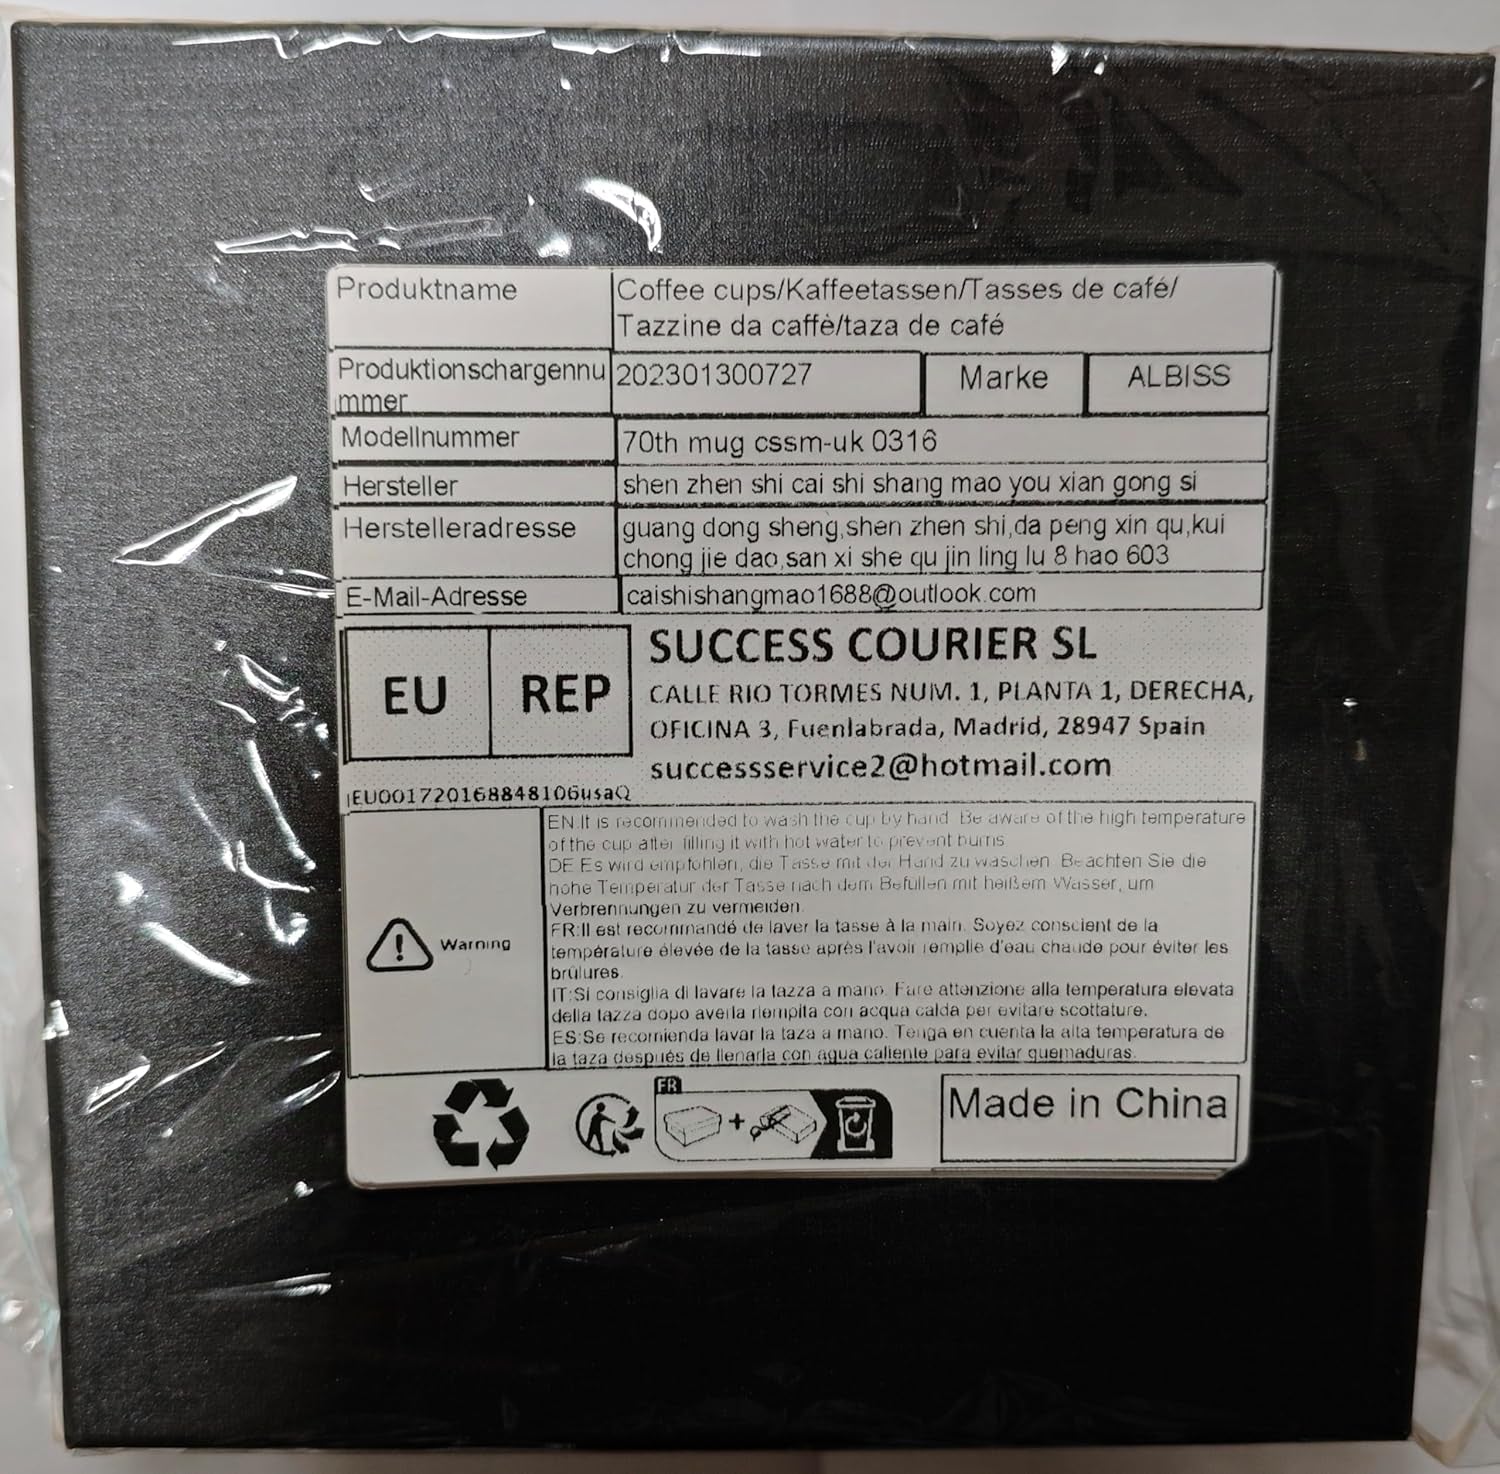 Produktname
Coffee cups/Kaffeetassen/Tasses de café/
Tazzine da caffè/taza de café
Produktionschargennu
mmer
202301300727
Marke
ALBISS
Modellnummer
70th mug cssm-uk 0316
Hersteller
shen zhen shi cai shi shang mao you xian gong si
Herstelleradresse
guang dong sheng,shen zhen shi,da peng xin qu,kui
chong jie dao,san xi she qu jin ling lu 8 hao 603
E-Mail-Adresse
caishishangmao1688@outlook.com
EU REP
SUCCESS COURIER SL
CALLE RIO TORMES NUM. 1, PLANTA 1, DERECHA,
OFICINA 3, Fuenlabrada, Madrid, 28947 Spain
successservice2@hotmail.com
EU001720168848106usaQ
Warning
EN:It is recommended to wash the cup by hand. Be aware of the high temperature
of the cup after filling it with hot water to prevent burns
DE Es wird empfohlen, die Tasse mit der Hand zu waschen. Beachten Sie die
hohe Temperatur der Tasse nach dem Befüllen mit heißem Wasser, um
Verbrennungen zu vermeiden.
FR:Il est recommandé de laver la tasse à la main. Soyez conscient de la
température élevée de la tasse après l'avoir remplie d'eau chaude pour éviter les
brûlures.
IT:Si consiglia di lavare la tazza a mano. Fare attenzione alla temperatura elevata
della tazza dopo averla riempita con acqua calda per evitare scottature.
ES:Se recomienda lavar la taza a mano. Tenga en cuenta la alta temperatura de
la taza después de llenarla con agua caliente para evitar quemaduras.
FR
+
Made in China